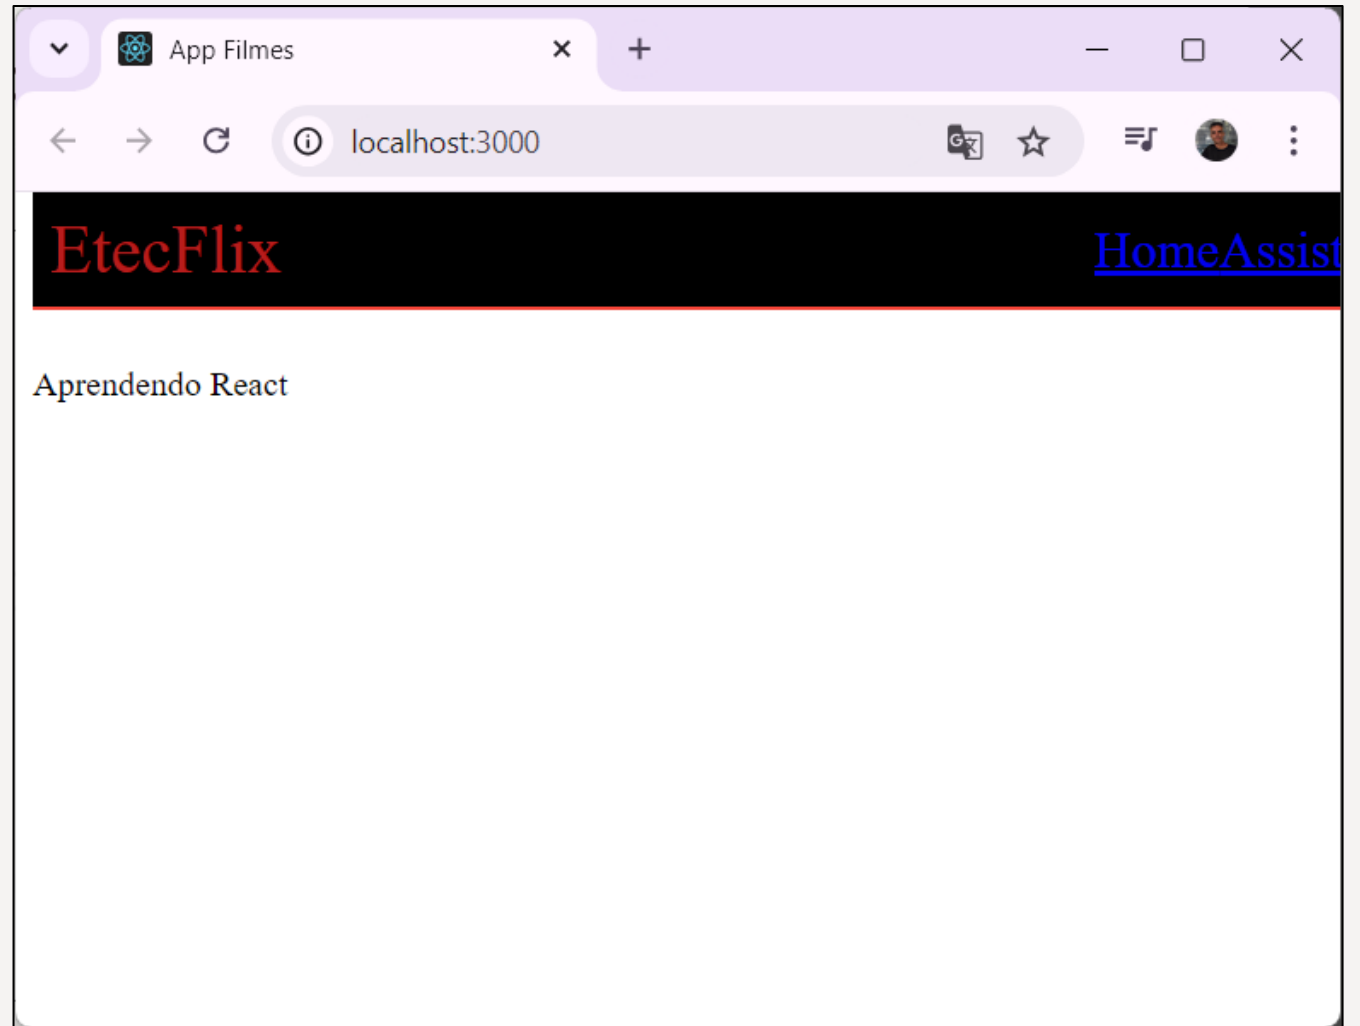 App Filmes
localhost:3000
EtecFlix
HomeAssist
Aprendendo React